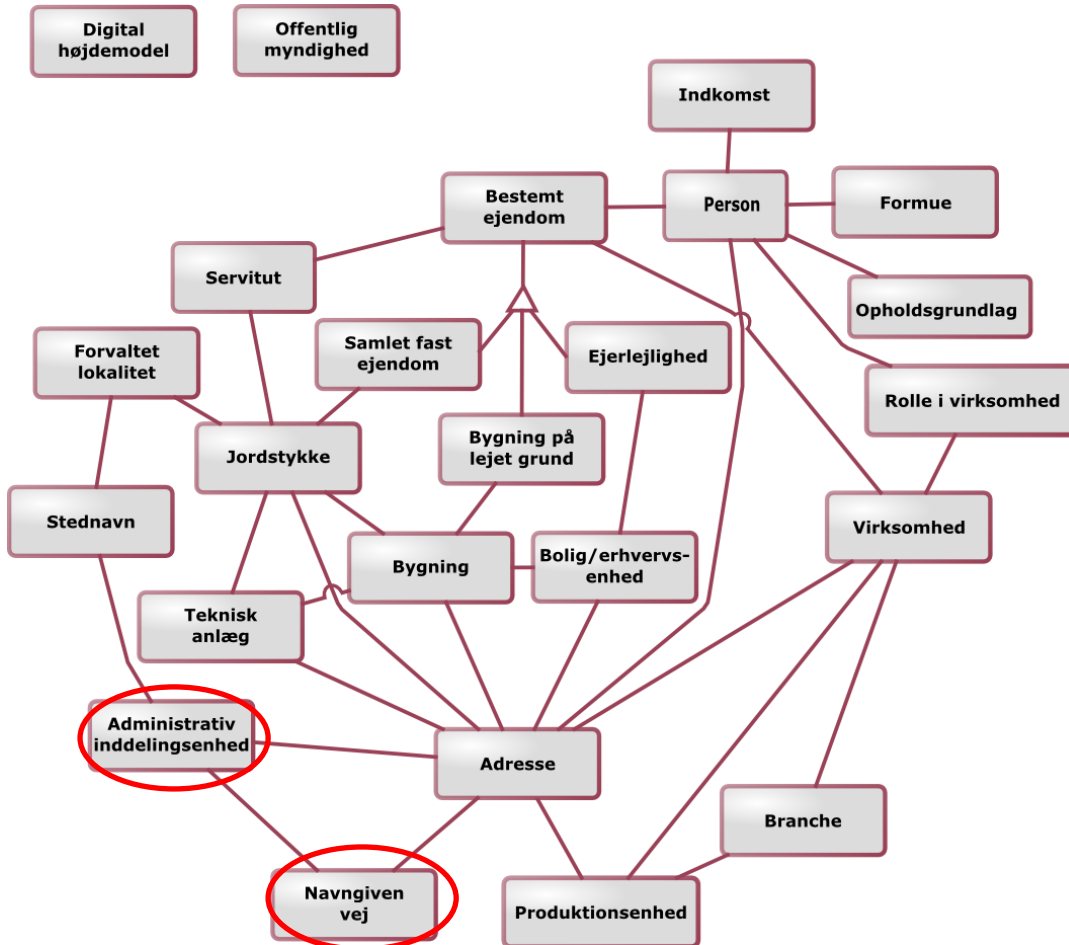 Digital
højdemodel
Offentlig
myndighed
Indkomst
Bestemt
ejendom
Person
Formue
Servitut
Opholdsgrundlag
Forvaltet
lokalitet
Samlet fast
ejendom
Ejerlejlighed
Rolle i virksomhed
Jordstykke
Bygning på
lejet grund
Stednavn
Virksomhed
Bygning
Bolig/erhvervs-
enhed
Teknisk
anlæg
Administrativ
inddelingsenhed
Adresse
Branche
Navngiven
vej
Produktionsenhed